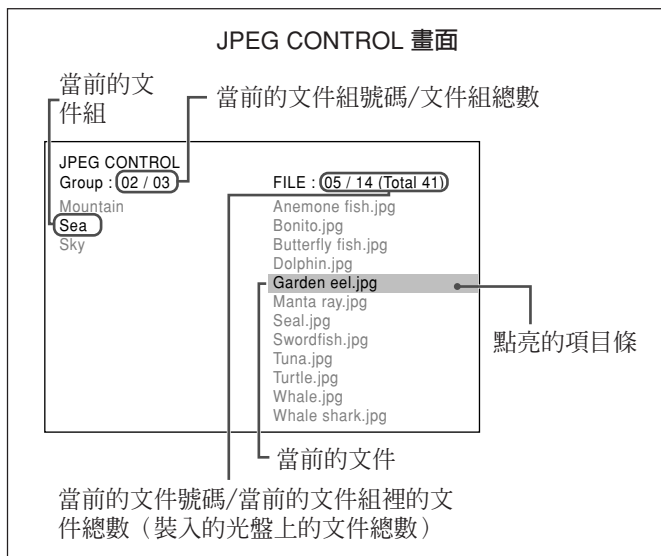 JPEG CONTROL 畫面
當前的文
件組
當前的文件組號碼/文件組總數
JPEG CONTROL
Group : 02 / 03
Mountain
Sea
Sky
FILE : 05 / 14 (Total 41)
Anemone fish.jpg
Bonito.jpg
Butterfly fish.jpg
Dolphin.jpg
Garden eel.jpg
Manta ray.jpg
Seal.jpg
Swordfish.jpg
Tuna.jpg
Turtle.jpg
Whale.jpg
Whale shark.jpg
點亮的項目條
當前的文件
當前的文件號碼/當前的文件組裡的文
件總數（裝入的光盤上的文件總數）